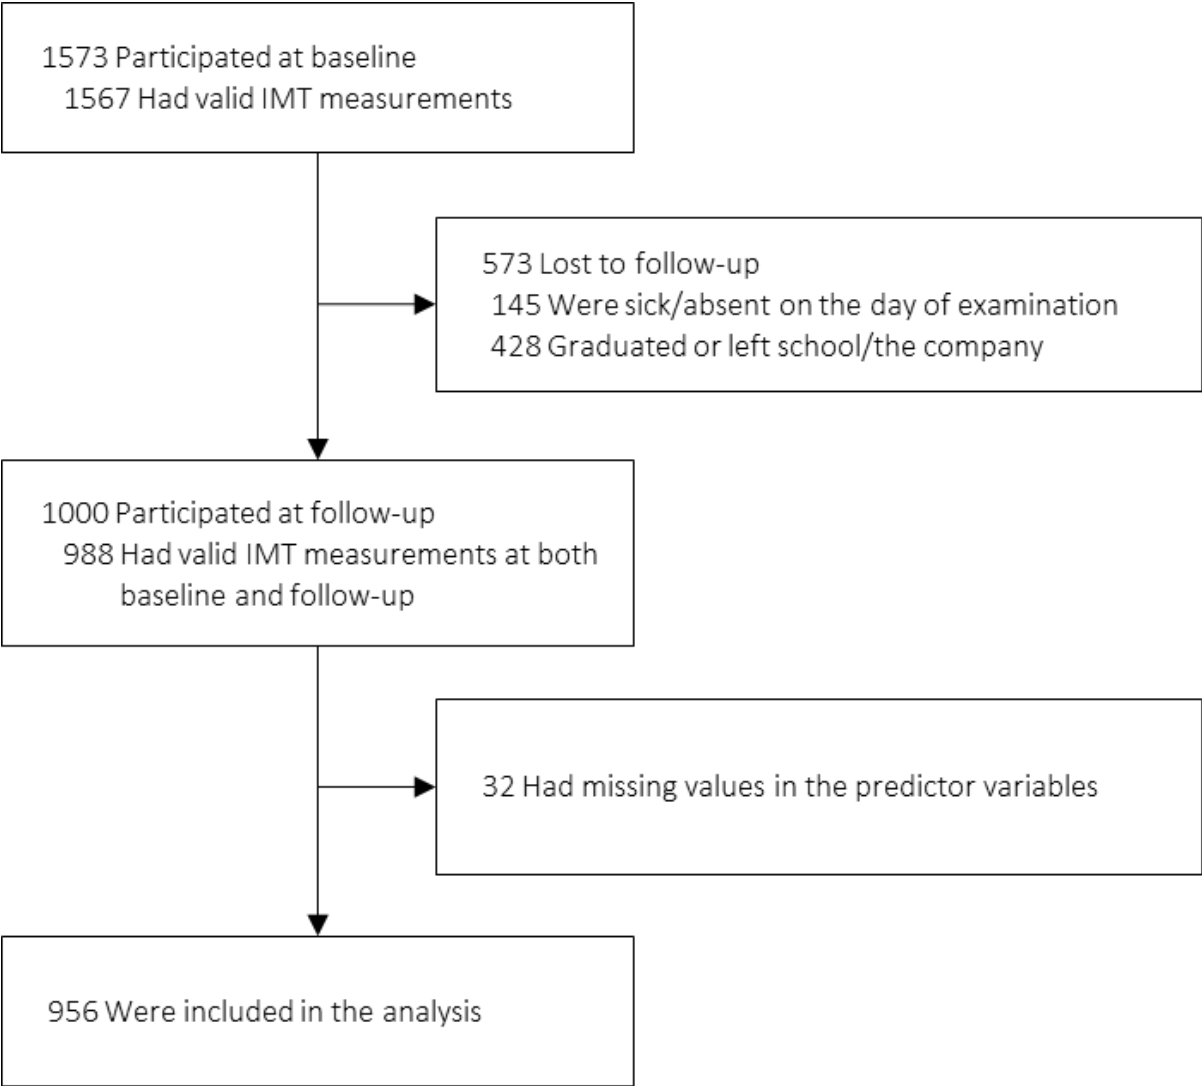 1573 Participated at baseline
1567 Had valid IMT measurements
573 Lost to follow-up
145 Were sick/absent on the day of examination
428 Graduated or left school/the company
1000 Participated at follow-up
988 Had valid IMT measurements at both
baseline and follow-up
32 Had missing values in the predictor variables
956 Were included in the analysis